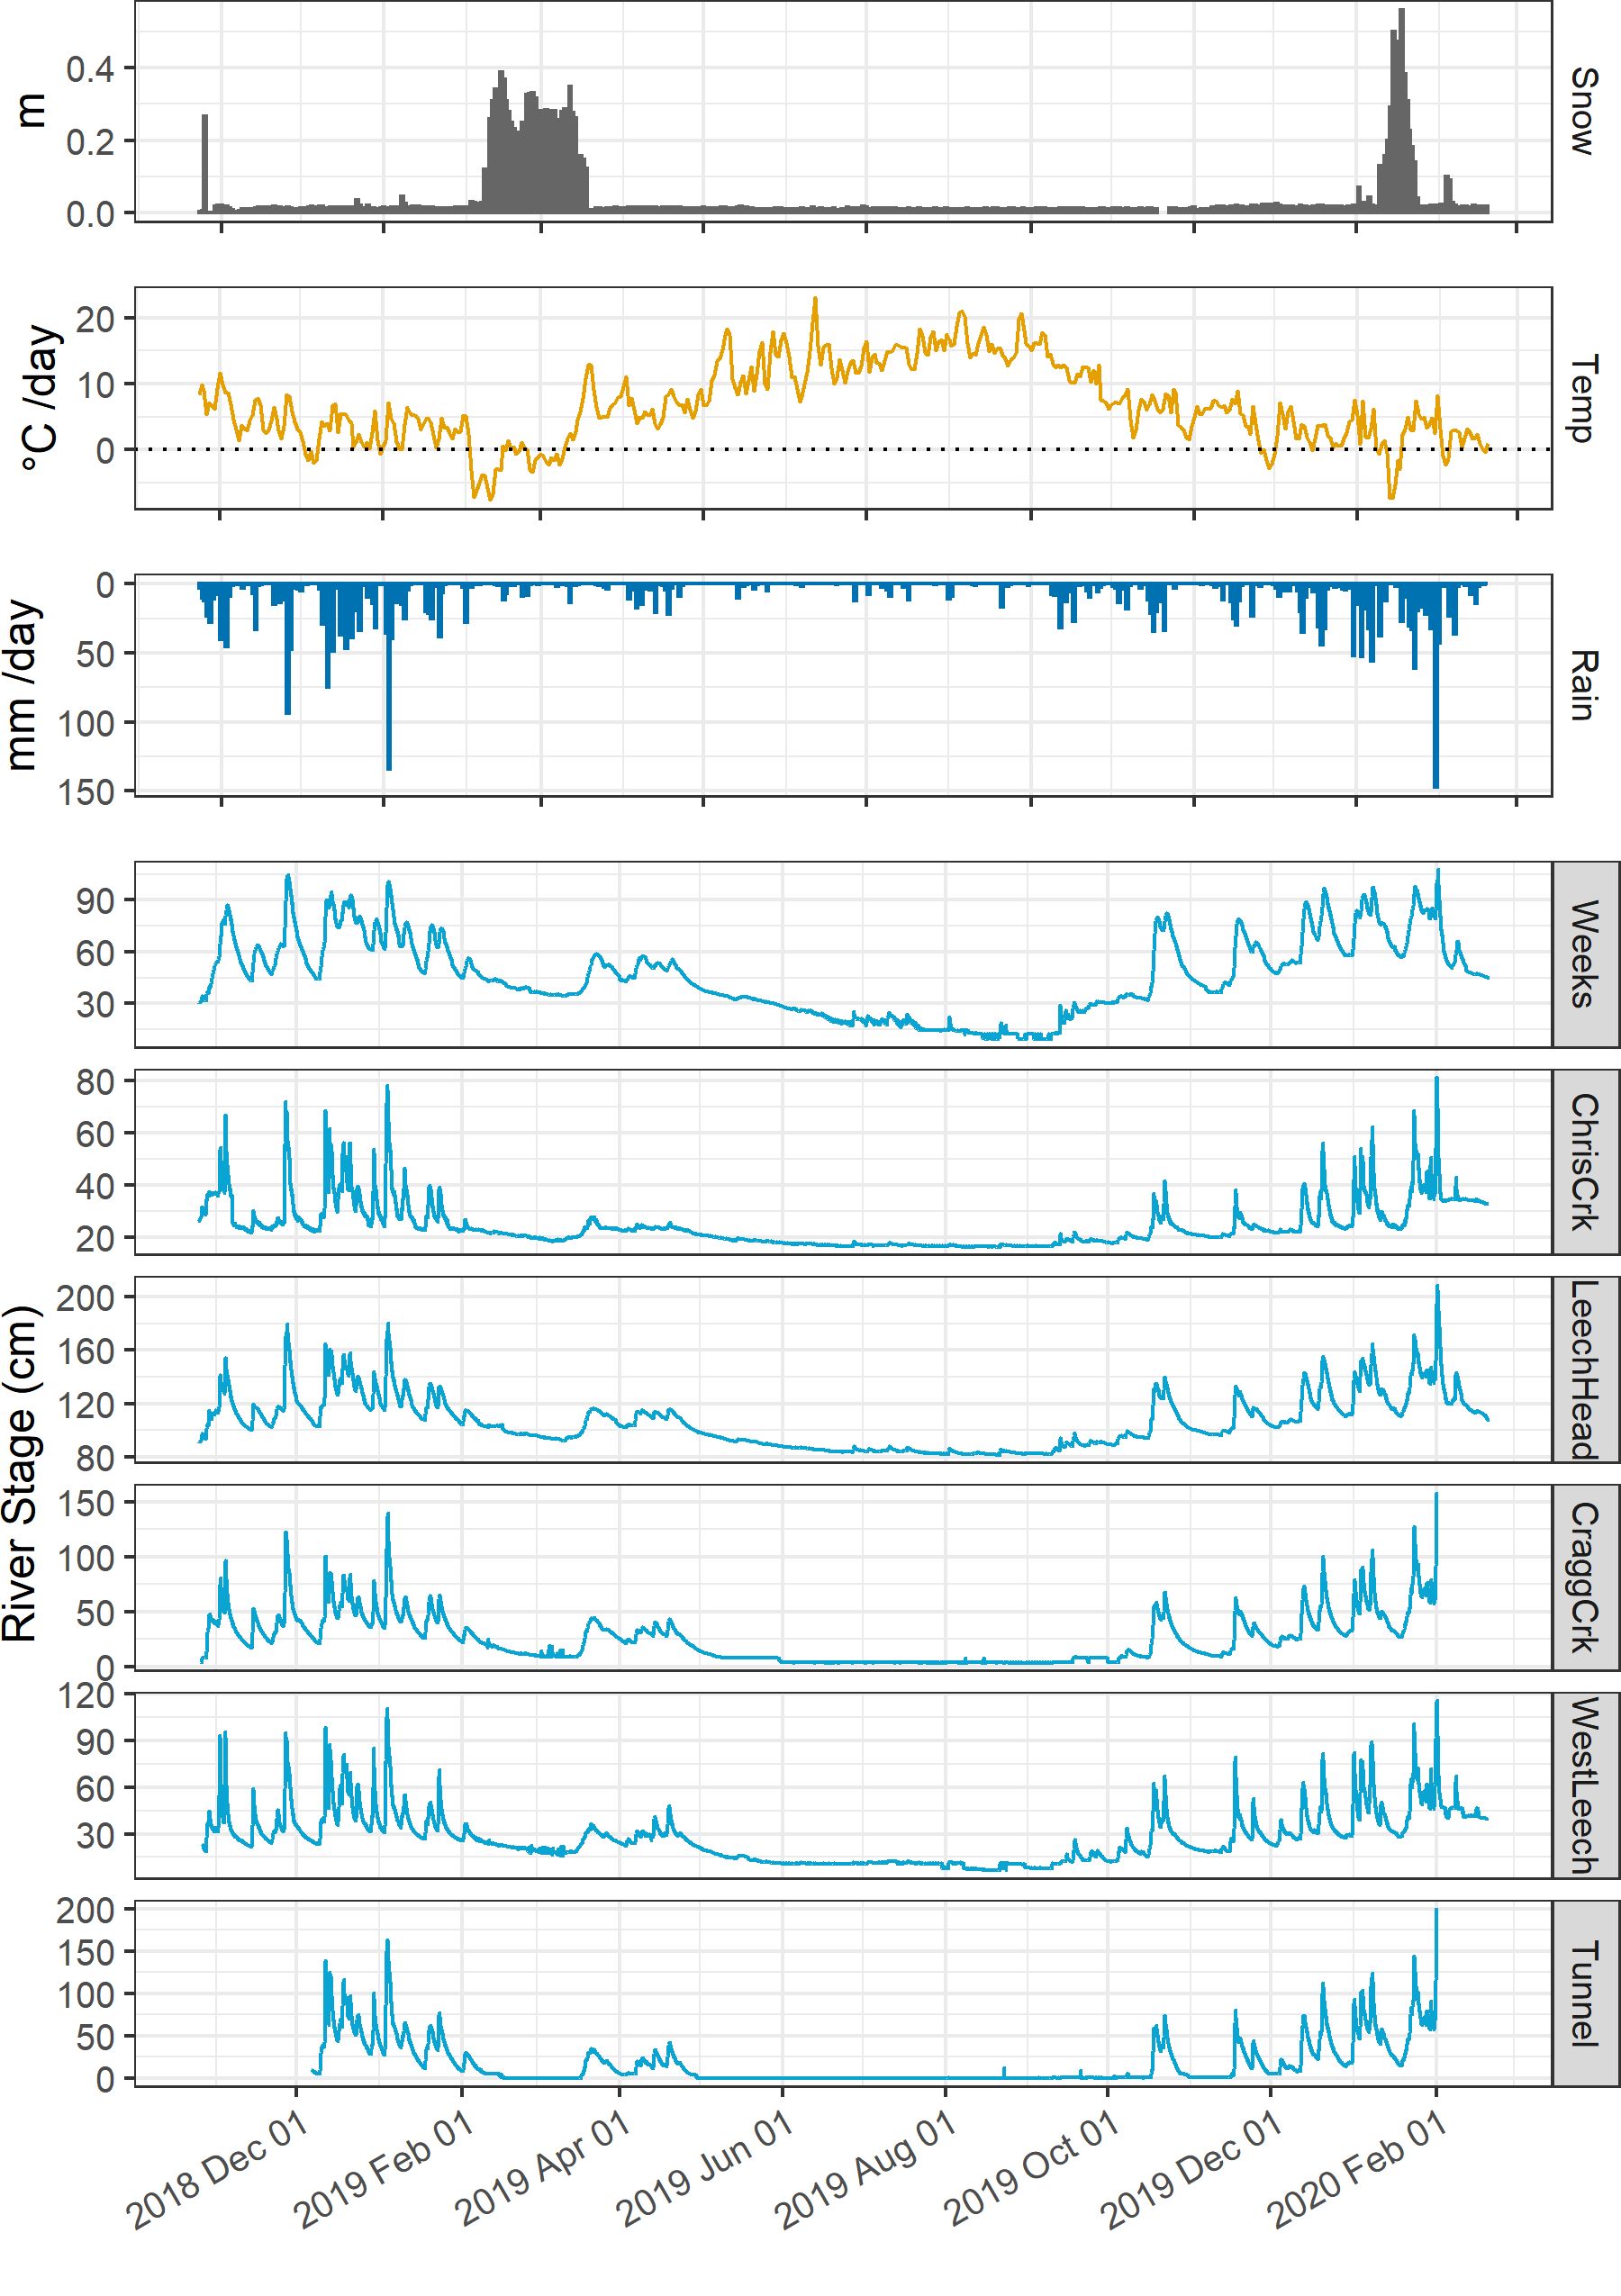 m
0.4
0.2
0.0
Snow
°C /day
20
10
0
Temp
mm /day
0
50
100
150
Rain
River Stage (cm)
90
60
30
Weeks
80
60
40
20
ChrisCrk
200
160
120
80
LeechHead
150
100
50
0
CraggCrk
120
90
60
30
WestLeech
200
150
100
50
0
Tunnel
2018 Dec 01
2019 Feb 01
2019 Apr 01
2019 Jun 01
2019 Aug 01
2019 Oct 01
2019 Dec 01
2020 Feb 01